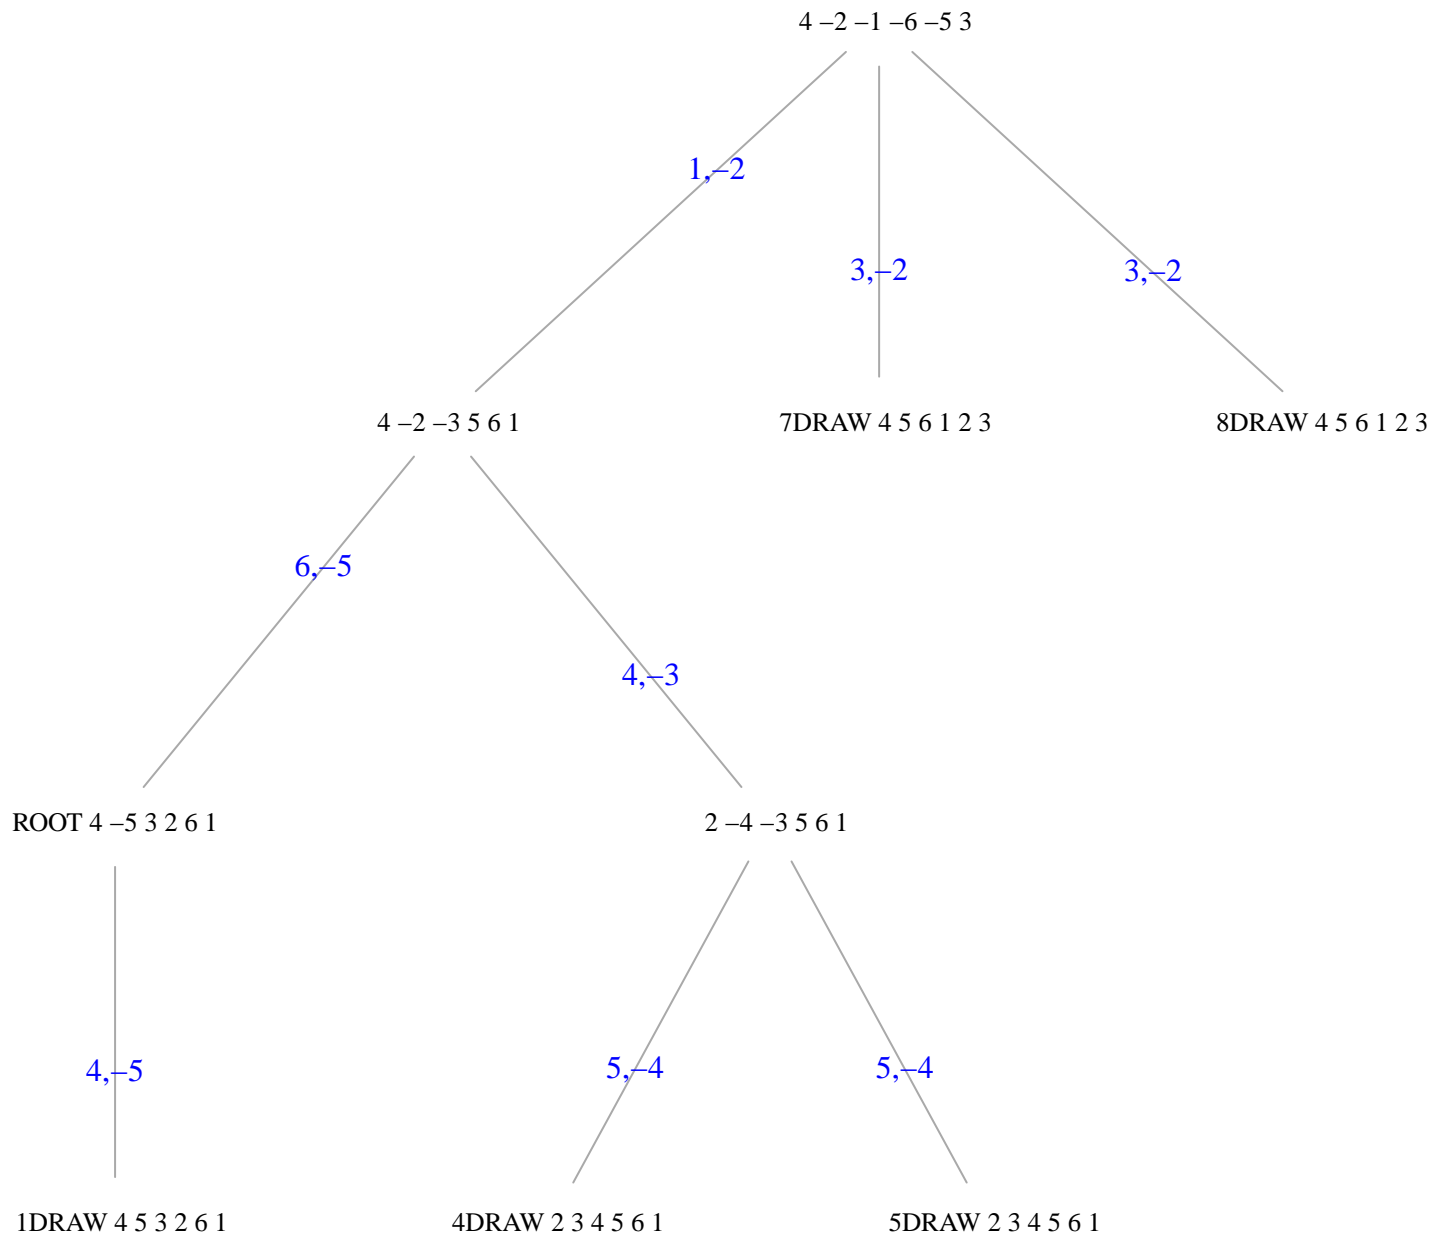 4 –2 –1 –6 –5 3
1,–2
3,–2
3,–2
4 –2 –3 5 6 1
7DRAW 4 5 6 1 2 3
8DRAW 4 5 6 1 2 3
6,–5
4,–3
ROOT 4 –5 3 2 6 1
2 –4 –3 5 6 1
4,–5
5,–4
5,–4
1DRAW 4 5 3 2 6 1
4DRAW 2 3 4 5 6 1
5DRAW 2 3 4 5 6 1